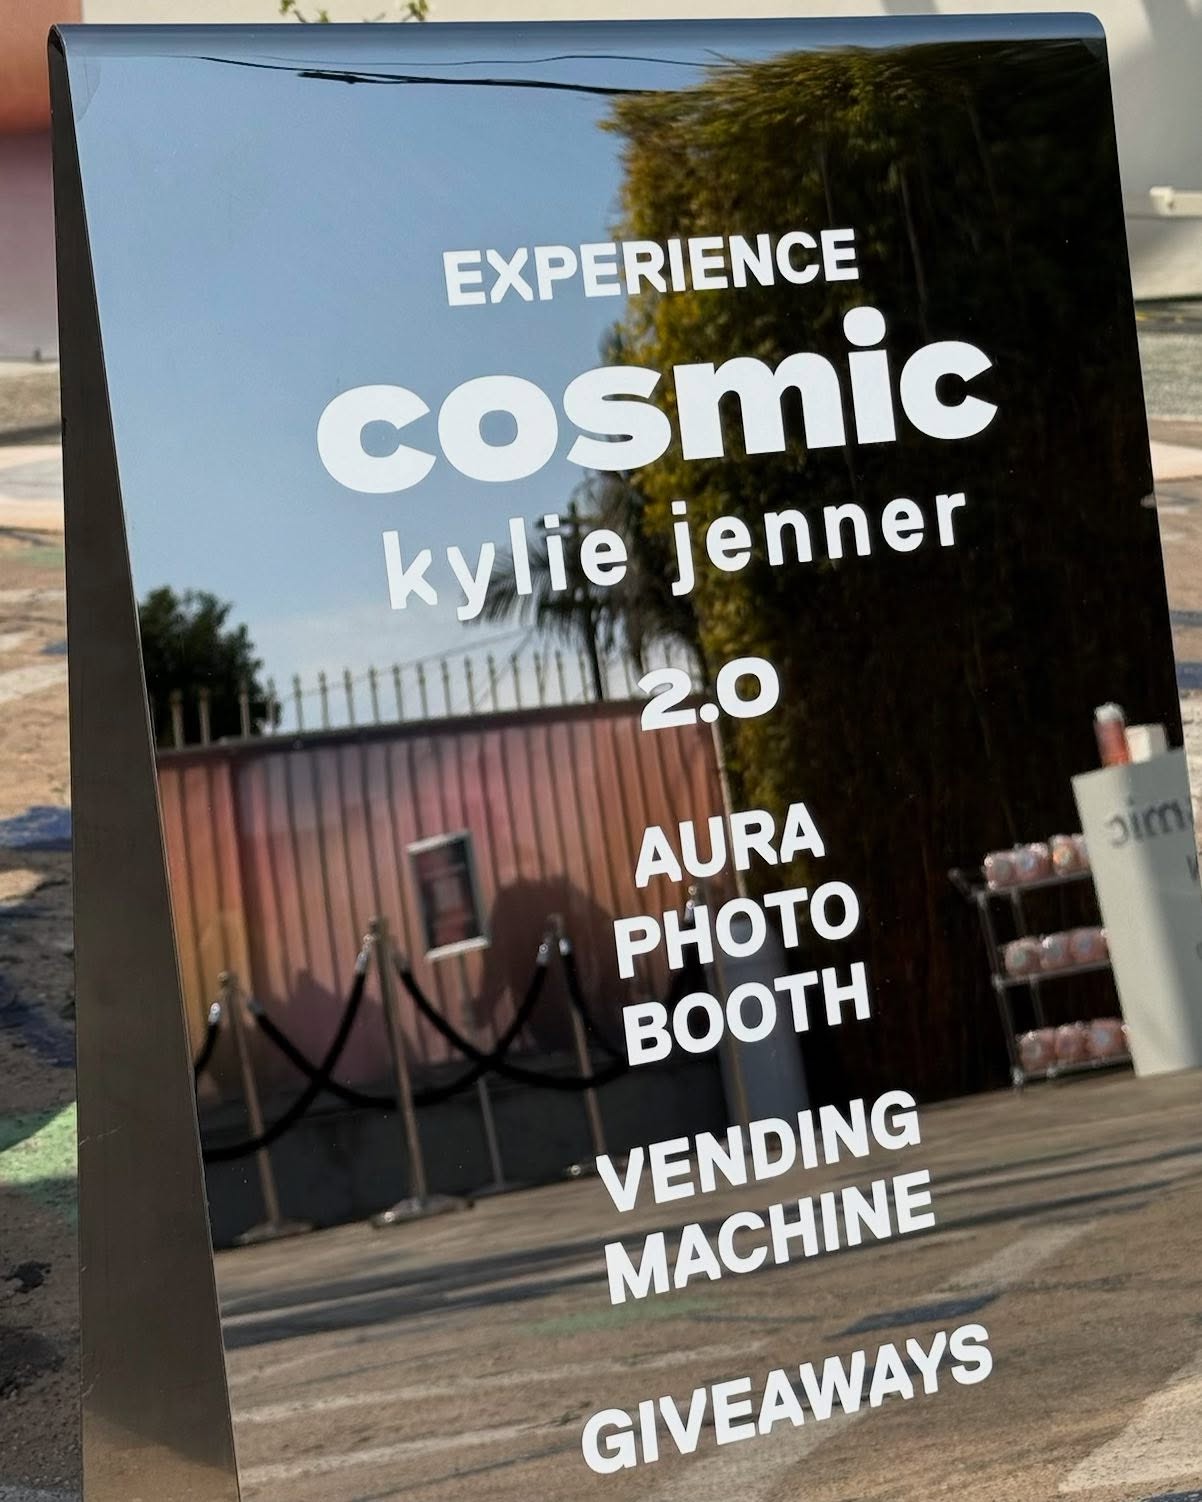 EXPERIENCE
cosmic
kylie jenner
2.0
AURA
PHOTO
BOOTH
VENDING
MACHINE
GIVEAWAYS